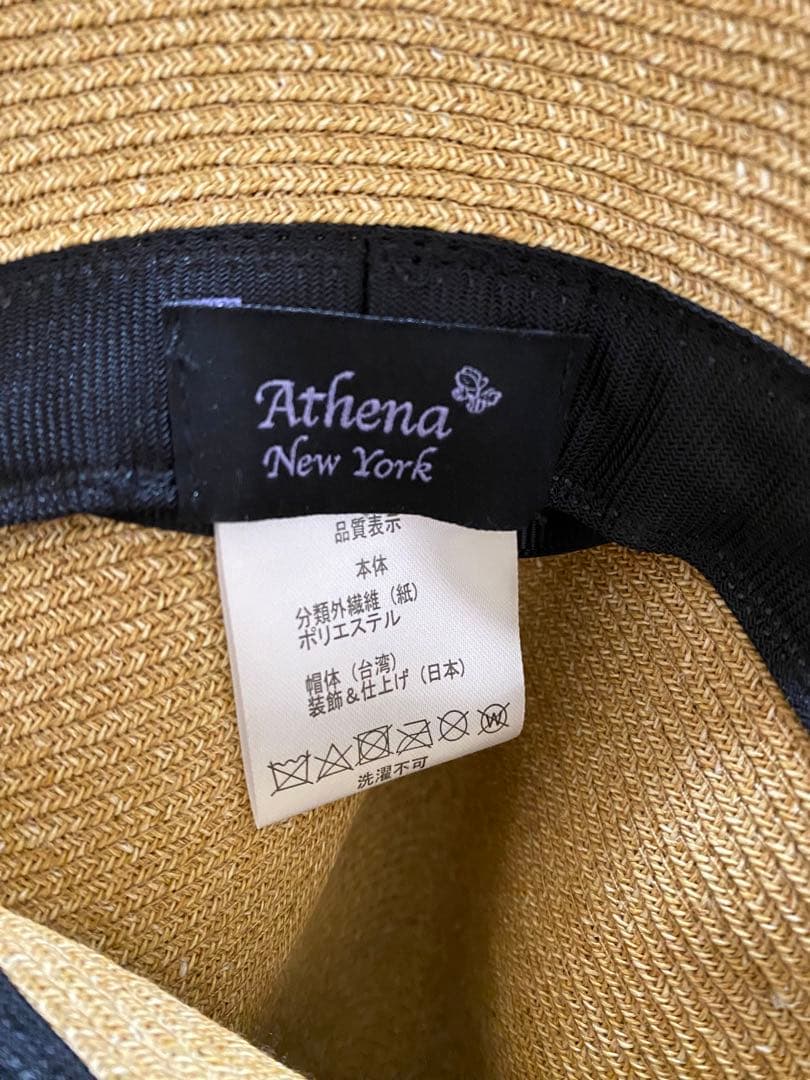 Athena
New York
品質表示
本体
分類外繊維（紙）
ポリエステル
帽体（台湾）
装飾＆仕上げ（日本）
W
洗濯不可